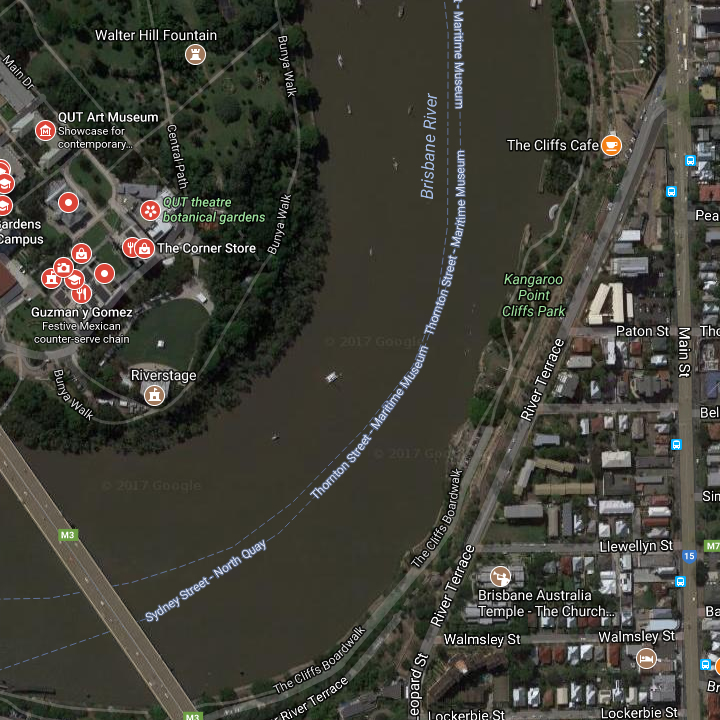 Walter Hill Fountain
Main Dr
Bunya Walk
QUT Art Museum
Showcase for
contemporary...
Central Path
QUT theatre
botanical gardens
The Corner Store
Bunya Walk
Campus
Guzman y Gomez
Festive Mexican
counter-serve chain
Riverstage
Bunya Walk
Maritime Museum
Brisbane River
Thornton Street - Maritime Museum
Thornton Street - Maritime Museum
Sydney Street - North Quay
The Cliffs Cafe
Kangaroo
Point
Cliffs Park
Paton St
Main St
River Terrace
© 2017 Google
© 2017 Google
© 2017 Google
The Cliffs Boardwalk
Llewellyn St
M3
M7
15
River Terrace
Brisbane Australia
Temple - The Church...
Walmsley St
Walmsley St
The Cliffs Boardwalk
River Terrace
Leopard St
Lockerbie St
Lockerbie St
M3